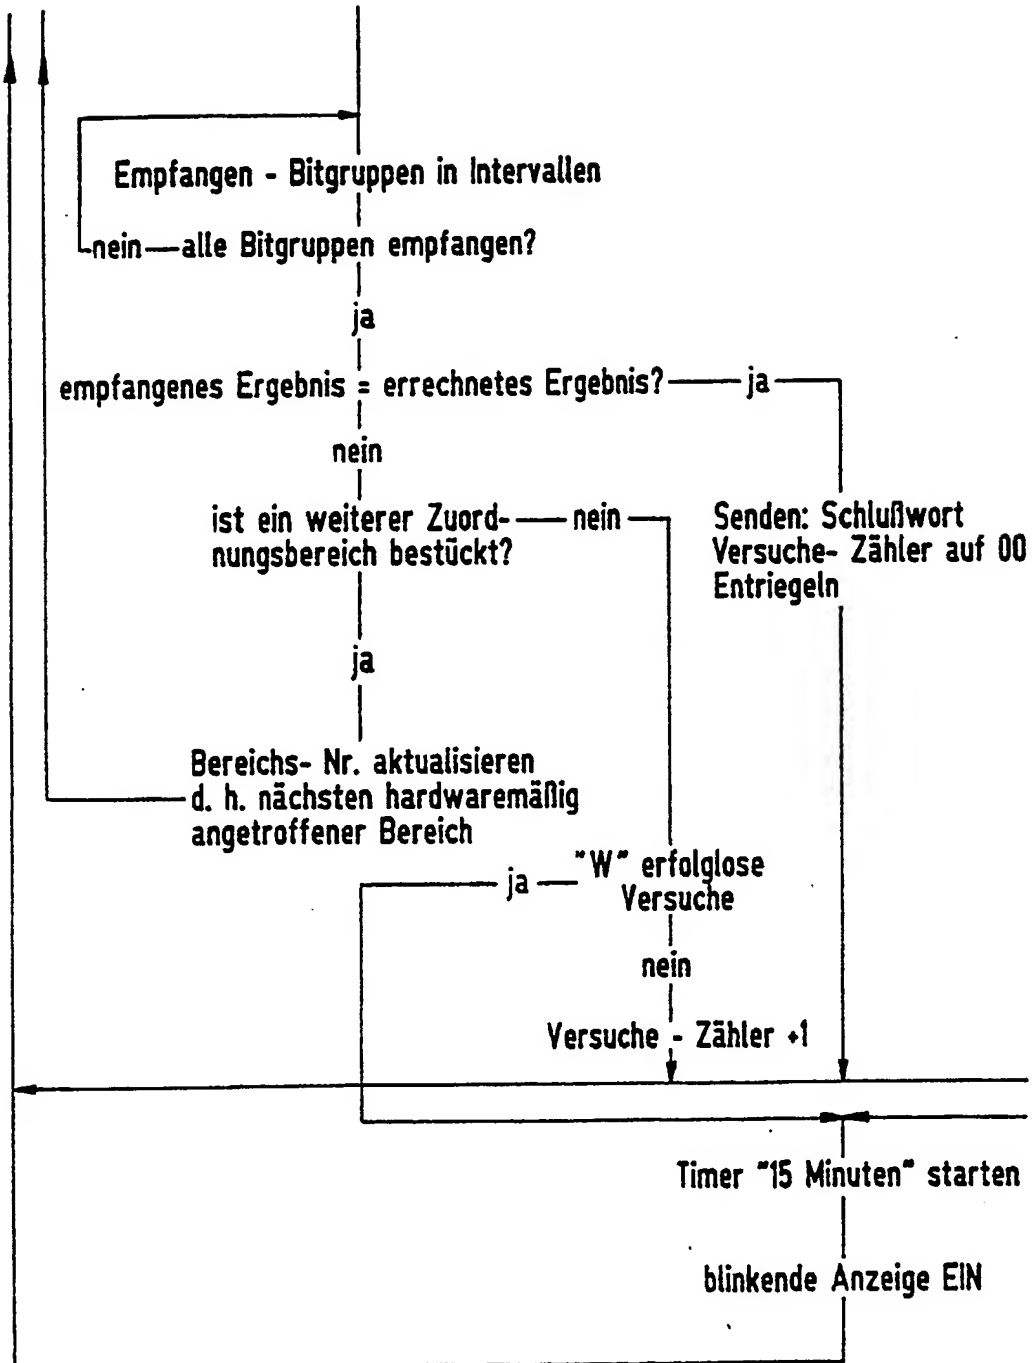 Empfangen - Bitgruppen in Intervallen
nein alle Bitgruppen empfangen?
ja
empfangenes Ergebnis = errechnetes Ergebnis? ja
nein
ist ein weiterer Zuord- nein
nungsbereich bestückt?
Senden: Schlußwort
Versuche- Zähler auf 00
Entriegeln
ja
Bereichs- Nr. aktualisieren
d. h. nächsten hardwaremäßig
angetroffener Bereich
ja "W" erfolglose
Versuche
nein
Versuche - Zähler +1
Timer "15 Minuten" starten
blinkende Anzeige EIN